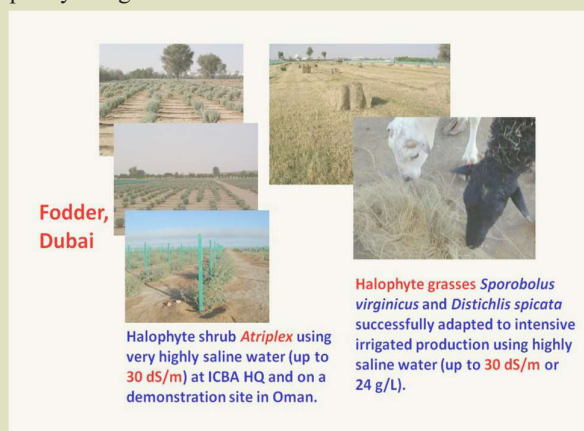 Fodder,
Dubai
Halophyte shrub Atriplex using
very highly saline water (up to
30 dS/m) at ICBA HQ and on a
demonstration site in Oman.
Halophyte grasses Sporobolus
virginicus and Distichlis spicata
successfully adapted to intensive
irrigated production using highly
saline water (up to 30 dS/m or
24 g/L).